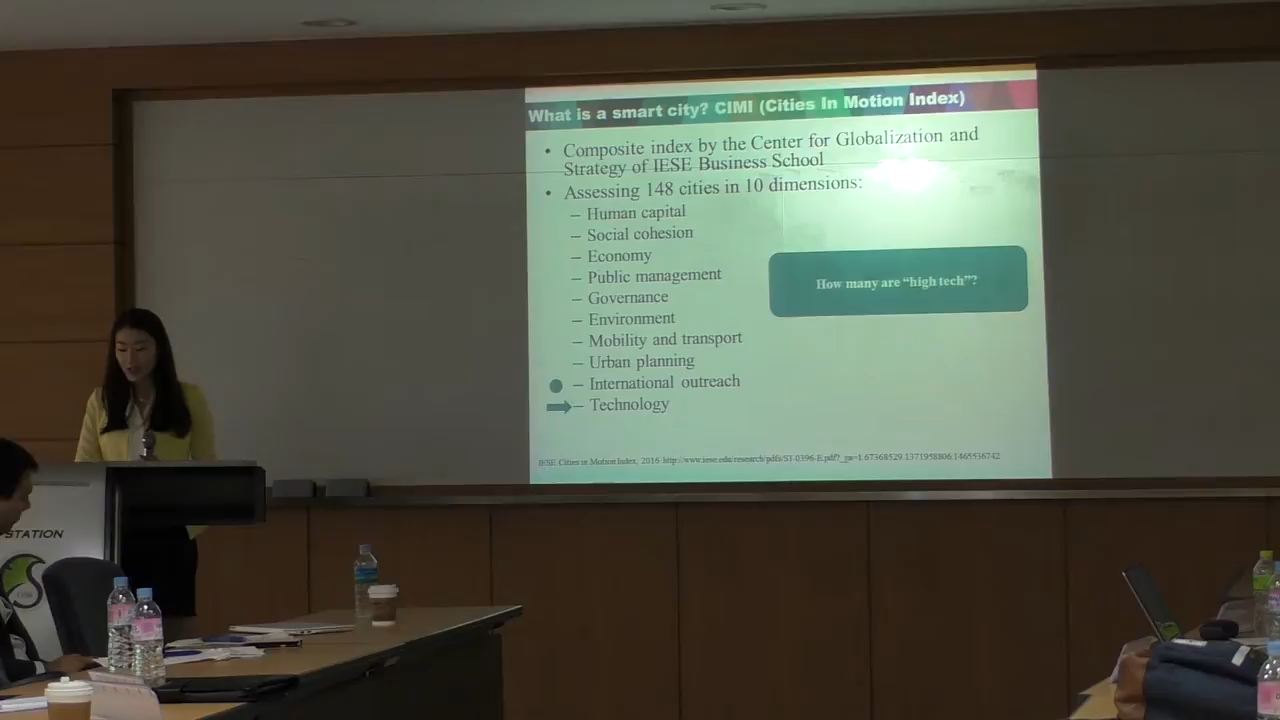 What is a smart city? CIMI (Cities In Motion Index)
• Composite index by the Center for Globalization and
Strategy of IESE Business School
• Assessing 148 cities in 10 dimensions:
– Human capital
– Social cohesion
– Economy
– Public management
– Governance
– Environment
– Mobility and transport
– Urban planning
– International outreach
– Technology
How many are “high tech”?
IESE Cities in Motion Index, 2016 http://www.iese.edu/research/pdfs/ST-0396-E.pdf?_ga=1.67368529.1371958806.1465536742
STATION